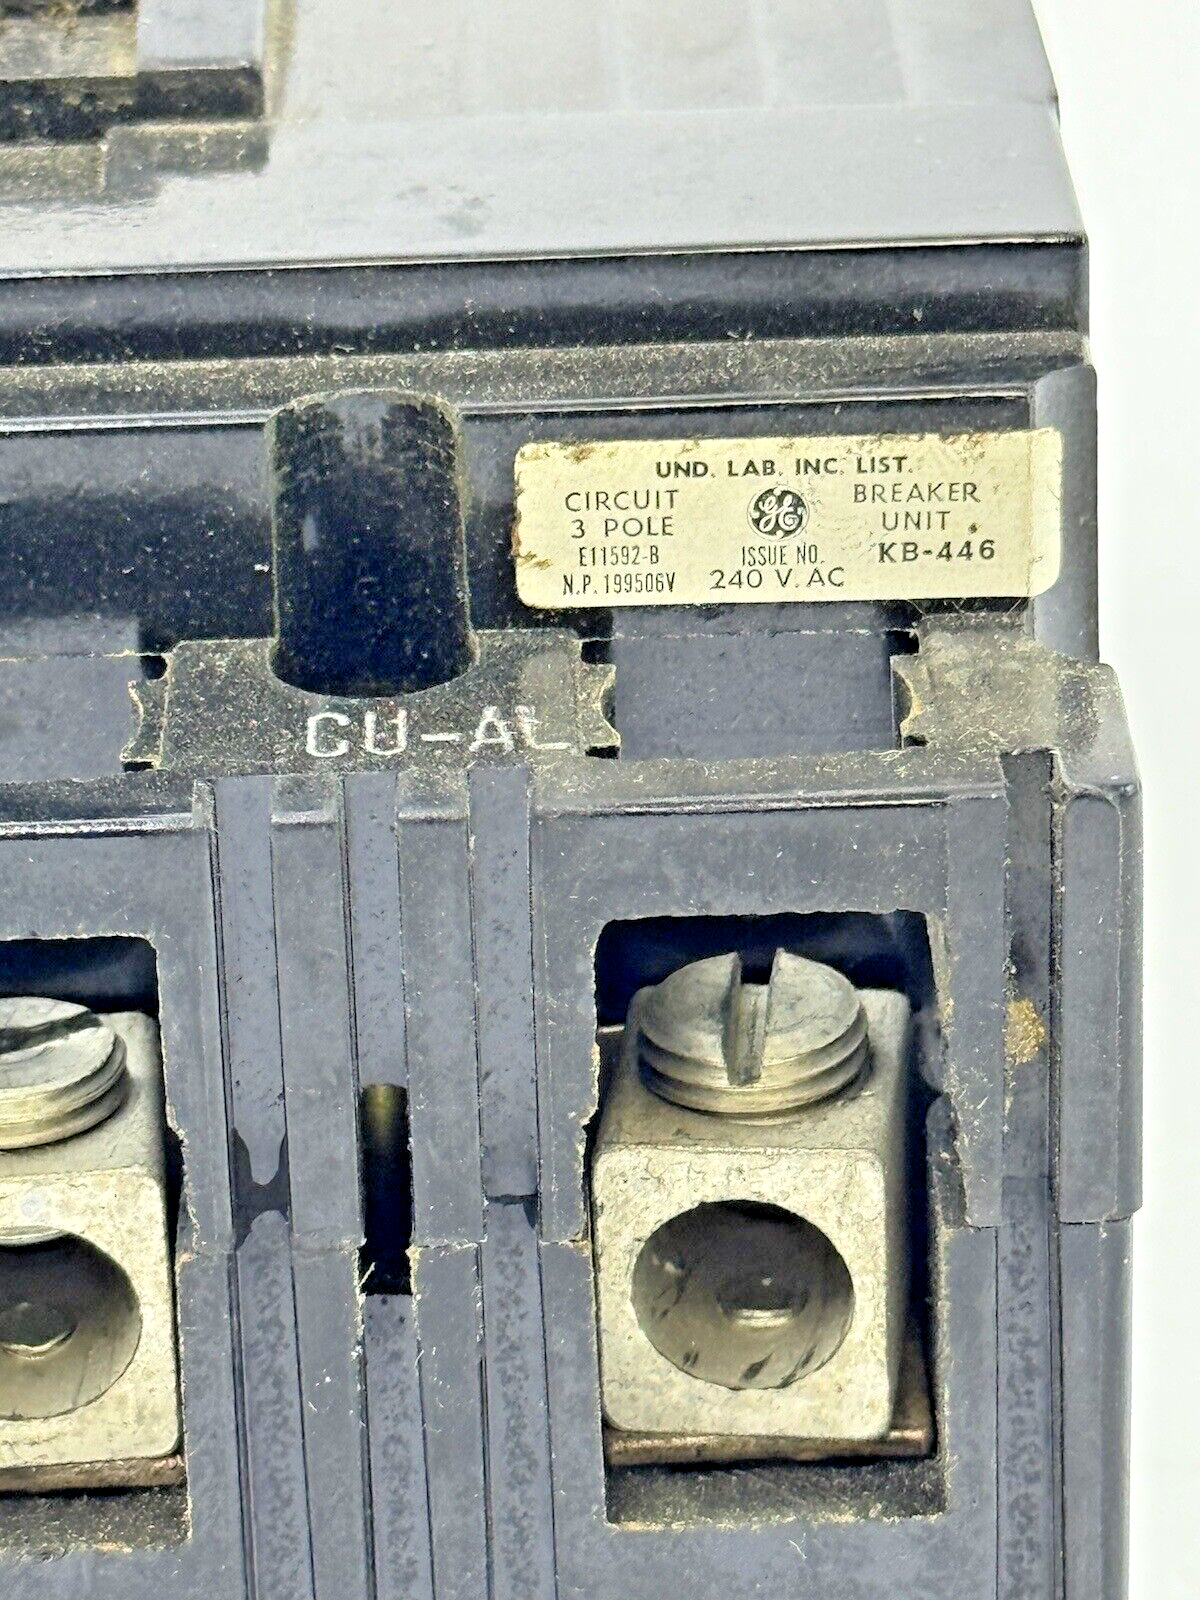 UND. LAB. INC. LIST.
CIRCUIT GE BREAKER
3 POLE UNIT
E11592-B ISSUE NO. KB-446
N.P. 199506V 240 V. AC
CU-AL